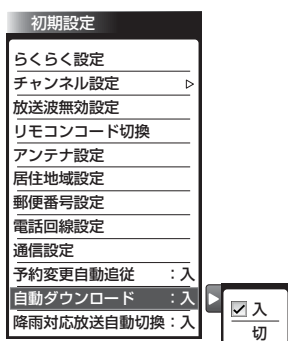 初期設定
らくらく設定
チャンネル設定
放送波無効設定
リモコンコード切換
アンテナ設定
居住地域設定
郵便番号設定
電話回線設定
通信設定
予約変更自動追従 ：入
自動ダウンロード ：入
降雨対応放送自動切換：入
入
切